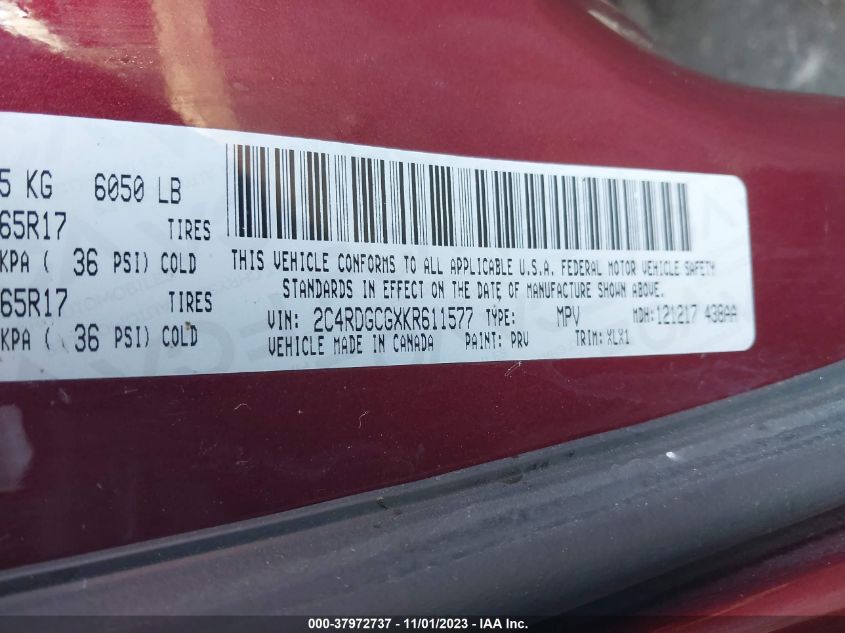 5 KG 6050 LB
65R17 TIRES
KPA ( 36 PSI) COLD
65R17 TIRES
KPA ( 36 PSI) COLD
THIS VEHICLE CONFORMS TO ALL APPLICABLE U.S.A. FEDERAL MOTOR VEHICLE SAFETY
STANDARDS IN EFFECT ON THE DATE OF MANUFACTURE SHOWN ABOVE.
VIN: 2C4RDGCGXKR611577 TYPE: MPV MDH:121217 438AA
VEHICLE MADE IN CANADA PAINT: PRV TRIM: XLX1
000-37972737 - 11/01/2023 - IAAI.com